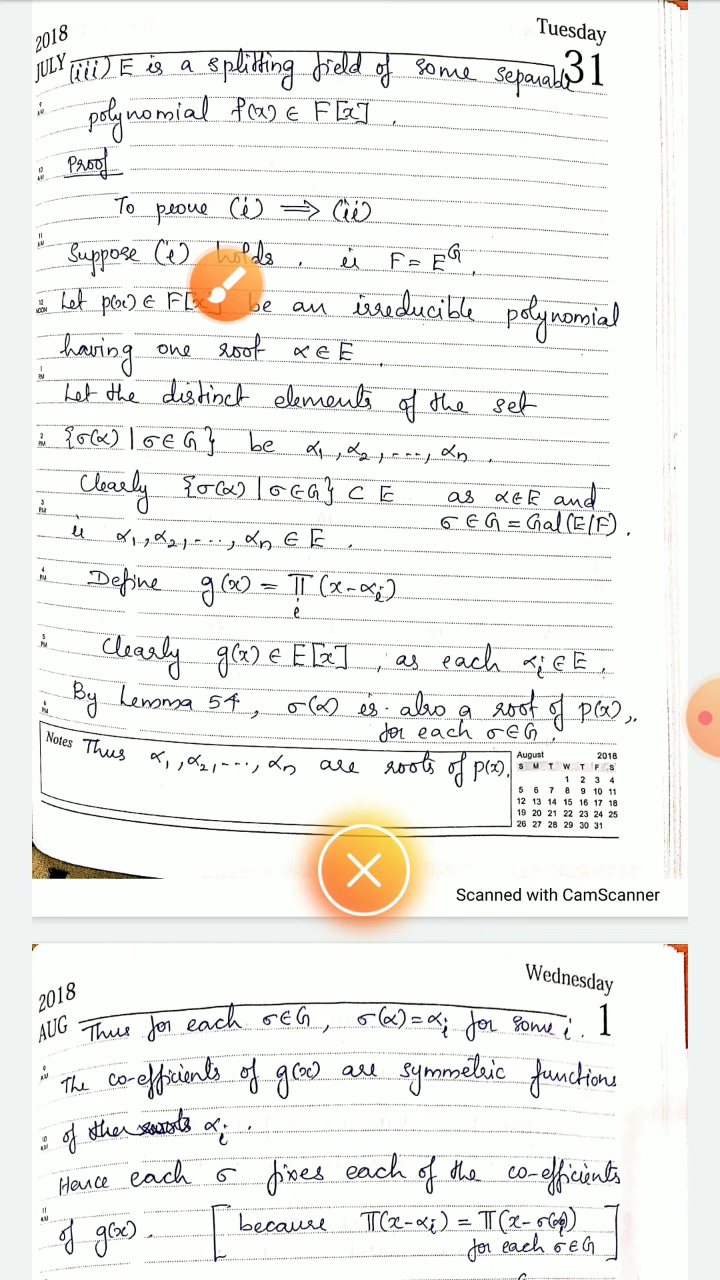 2018
JULY
Tuesday
31
(iii) E is a splitting field of some separable
polynomial f(x) ∈ F[x].
Proof
To prove (i) ⟹ (ii)
Suppose (i) holds. ie F = E^G.
Let p(x) ∈ F[x] be an irreducible polynomial
having one root α ∈ E.
Let the distinct elements of the set
{σ(α) | σ ∈ G} be α₁, α₂, ---, αn.
Clearly {σ(α) | σ ∈ G} ⊂ E as α ∈ E and
σ ∈ G = Gal(E/F).
ie α₁, α₂, ---, αn ∈ E.
Define g(x) = π (x-αi)
i
Clearly g(x) ∈ E[x], as each αi ∈ E.
By Lemma 54, σ(α) is also a root of p(x),
for each σ ∈ G.
Notes
Thus α₁, α₂, ---, αn are roots of p(x).
August 2018
S M T W T F S
1 2 3 4
5 6 7 8 9 10 11
12 13 14 15 16 17 18
19 20 21 22 23 24 25
26 27 28 29 30 31
Scanned with CamScanner
2018
AUG
Wednesday
1
Thus for each σ ∈ G, σ(α) = αi for some i.
The co-efficients of g(x) are symmetric functions
of the αi.
Hence each σ fixes each of the co-efficients
of g(x). [because π(x-αi) = π(x-σ(αi))
for each σ ∈ G]